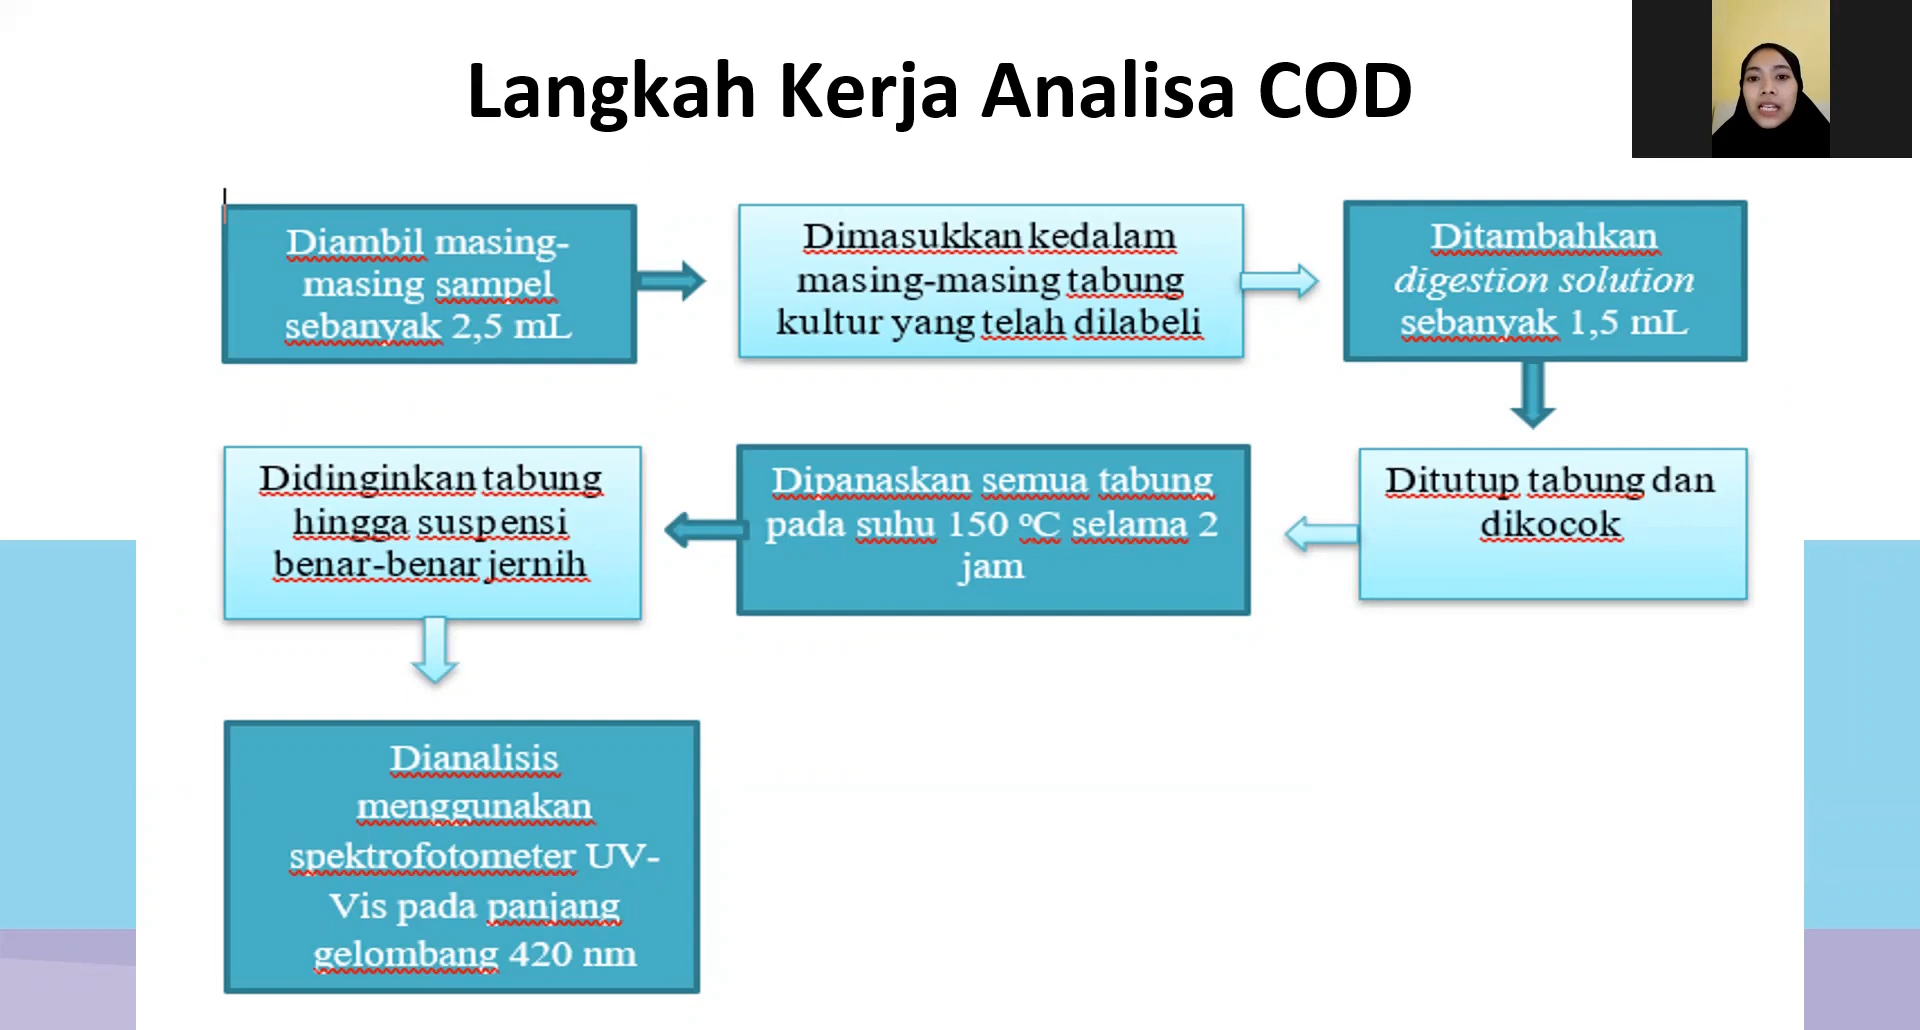 Langkah Kerja Analisa COD
Diambil masing-
masing sampel
sebanyak 2,5 mL
Dimasukkan kedalam
masing-masing tabung
kultur yang telah dilabeli
Ditambahkan
digestion solution
sebanyak 1,5 mL
Ditutup tabung dan
dikocok
Dipanaskan semua tabung
pada suhu 150 ºC selama 2
jam
Didinginkan tabung
hingga suspensi
benar-benar jernih
Dianalisis
menggunakan
spektrofotometer UV-
Vis pada panjang
gelombang 420 nm